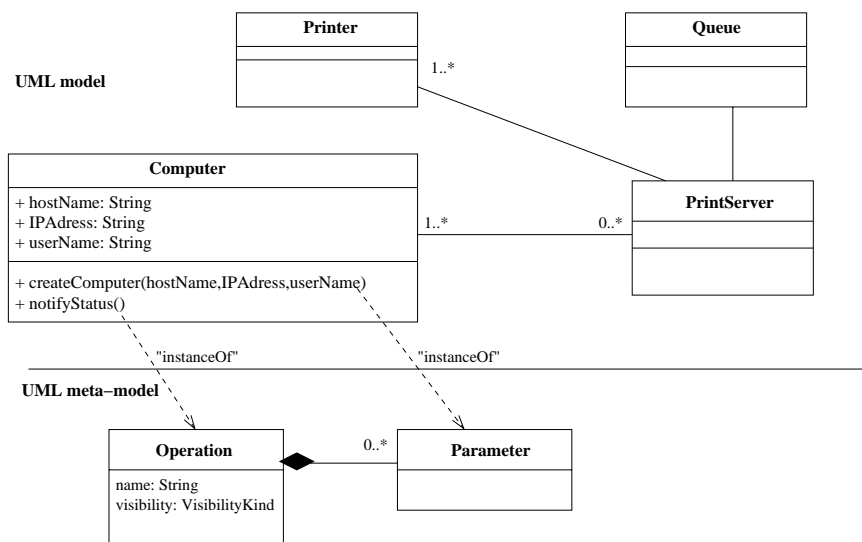 Printer
Queue
1..*
UML model
Computer
+ hostName: String
+ IPAdress: String
+ userName: String
PrintServer
1..*
0..*
+ createComputer(hostName,IPAdress,userName)
+ notifyStatus()
"instanceOf"
"instanceOf"
UML meta−model
Operation
0..*
Parameter
name: String
visibility: VisibilityKind